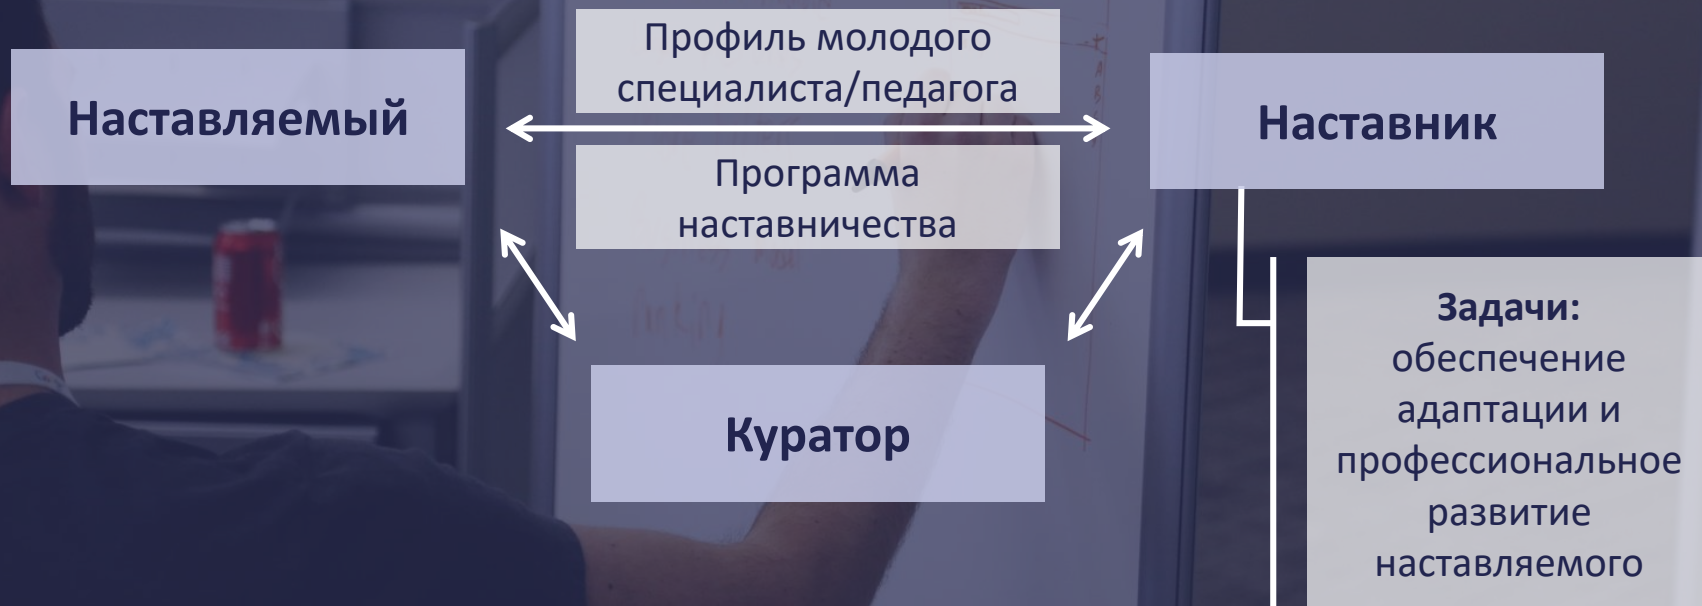 Профиль молодого
специалиста/педагога
Наставляемый
Наставник
Программа
наставничества
Куратор
Задачи:
обеспечение
адаптации и
профессиональное
развитие
наставляемого